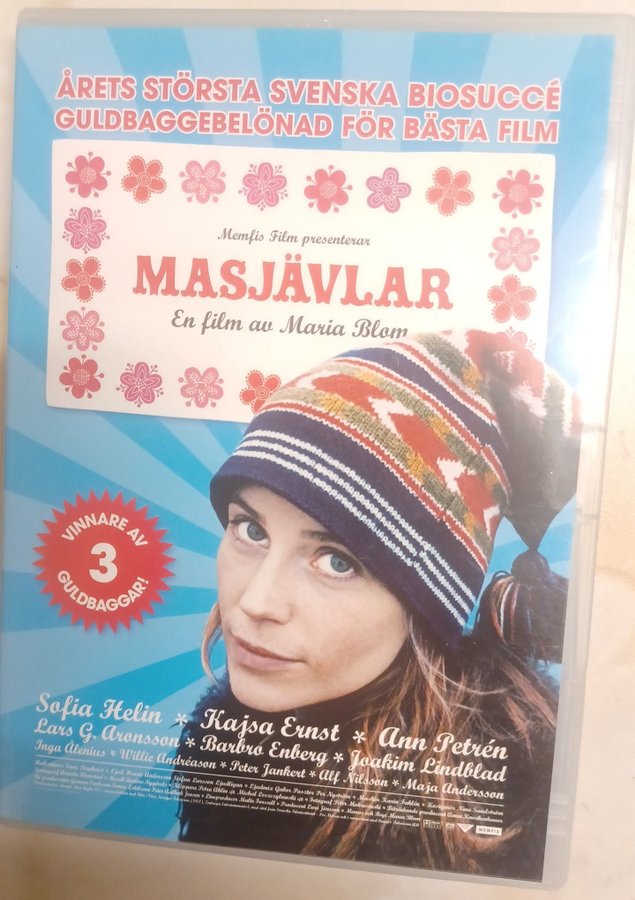 ÅRETS STÖRSTA SVENSKA BIOSUCCÉ
GULDBAGGEBELÖNAD FÖR BÄSTA FILM
Memfis Film presenterar
MASJÄVLAR
En film av Maria Blom
VINNARE AV
3
GULDBAGGAR!
Sofia Helin * Kajsa Ernst * Ann Petrén
Lars G. Aronsson * Barbro Enberg * Joakim Lindblad
Inga Ålenius * Willie Andréason * Peter Jankert * Alf Nilsson * Maja Andersson
MEMFIS